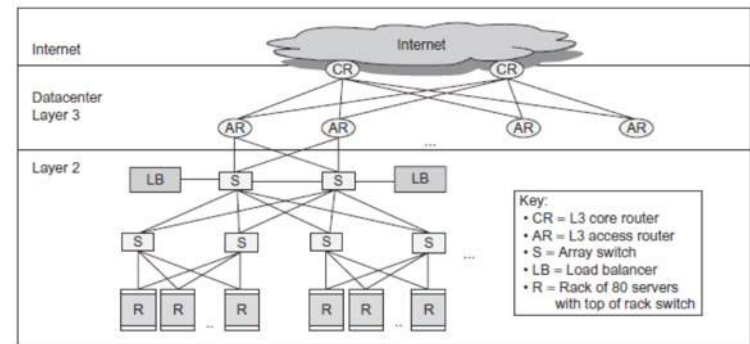 Internet
Internet
CR CR
Datacenter
Layer 3
AR AR AR AR
...
Layer 2
LB S S LB
S S S S
...
R R R R R R
.. ..
Key:
• CR = L3 core router
• AR = L3 access router
• S = Array switch
• LB = Load balancer
• R = Rack of 80 servers
with top of rack switch